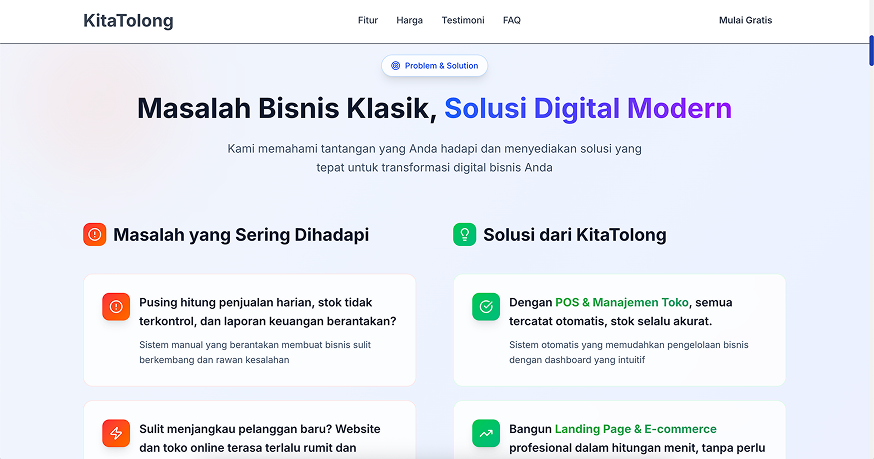 KitaTolong
Fitur
Harga
Testimoni
FAQ
Mulai Gratis
Problem & Solution
Masalah Bisnis Klasik, Solusi Digital Modern
Kami memahami tantangan yang Anda hadapi dan menyediakan solusi yang
tepat untuk transformasi digital bisnis Anda
Masalah yang Sering Dihadapi
Pusing hitung penjualan harian, stok tidak
terkontrol, dan laporan keuangan berantakan?
Sistem manual yang berantakan membuat bisnis sulit
berkembang dan rawan kesalahan
Sulit menjangkau pelanggan baru? Website
dan toko online terasa terlalu rumit dan
Solusi dari KitaTolong
Dengan POS & Manajemen Toko, semua
tercatat otomatis, stok selalu akurat.
Sistem otomatis yang memudahkan pengelolaan bisnis
dengan dashboard yang intuitif
Bangun Landing Page & E-commerce
profesional dalam hitungan menit, tanpa perlu